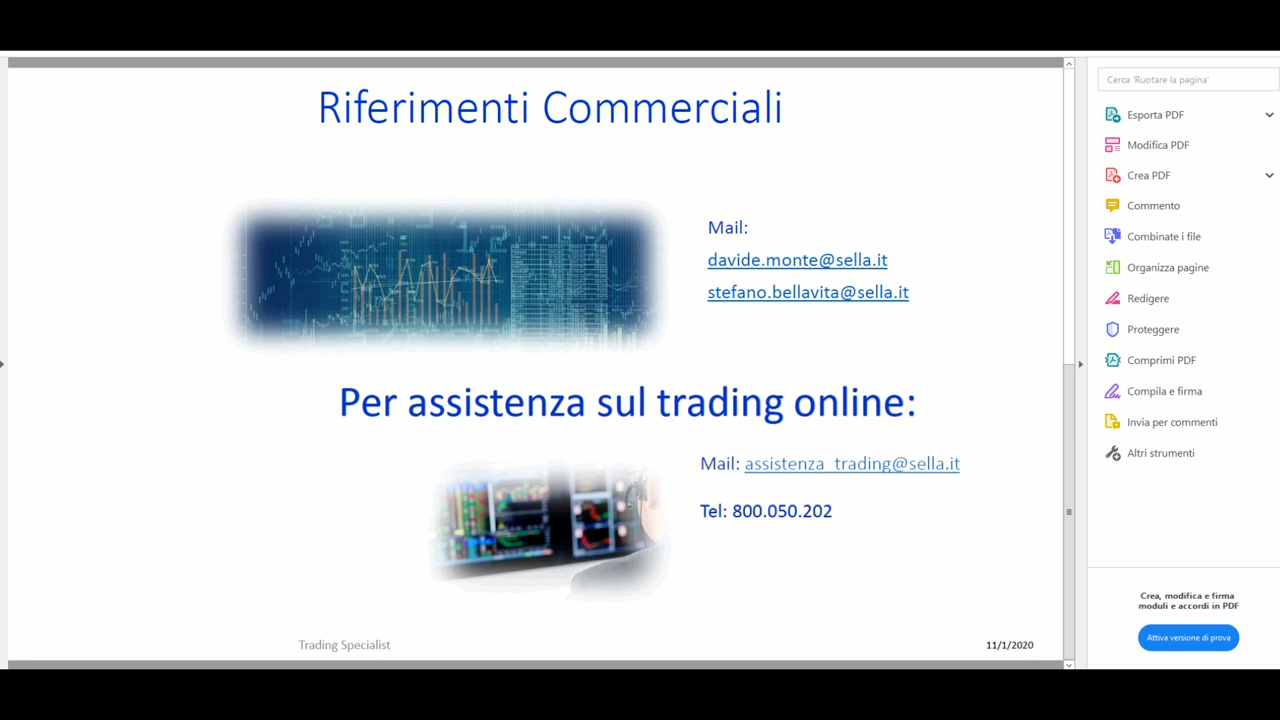 Riferimenti Commerciali
Mail:
davide.monte@sella.it
stefano.bellavita@sella.it
Per assistenza sul trading online:
Mail: assistenza_trading@sella.it
Tel: 800.050.202
Trading Specialist
11/1/2020
Cerca 'Ruotare la pagina'
Esporta PDF
Modifica PDF
Crea PDF
Commento
Combinate i file
Organizza pagine
Redigere
Proteggere
Comprimi PDF
Compila e firma
Invia per commenti
Altri strumenti
Crea, modifica e firma
moduli e accordi in PDF
Attiva versione di prova